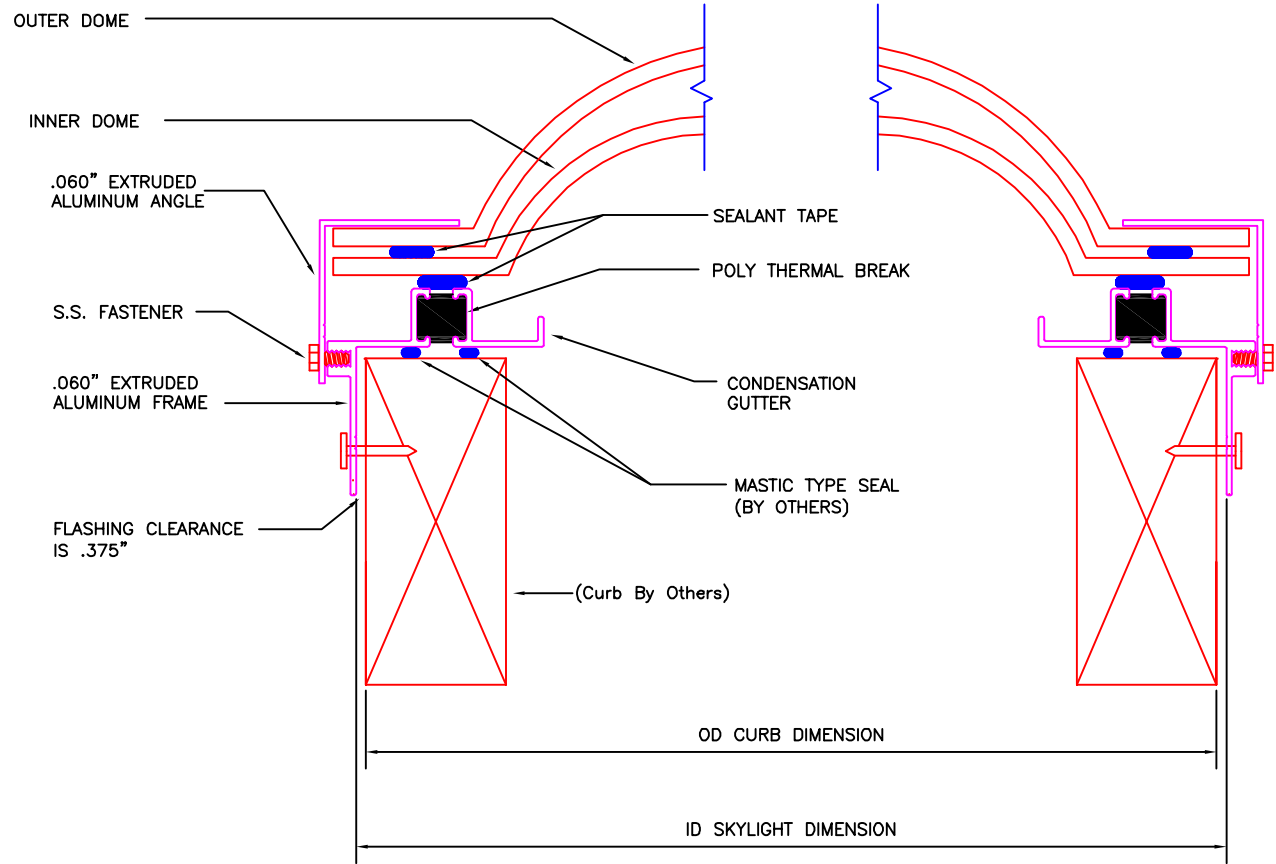 OUTER DOME
INNER DOME
.060" EXTRUDED
ALUMINUM ANGLE
SEALANT TAPE
POLY THERMAL BREAK
S.S. FASTENER
.060" EXTRUDED
ALUMINUM FRAME
CONDENSATION
GUTTER
MASTIC TYPE SEAL
(BY OTHERS)
FLASHING CLEARANCE
IS .375"
(Curb By Others)
OD CURB DIMENSION
ID SKYLIGHT DIMENSION